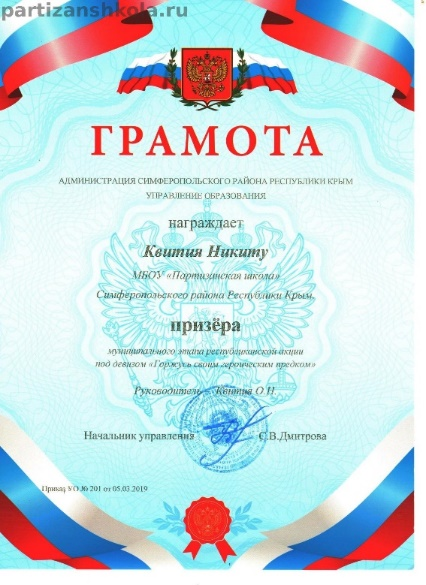 partizanshkola.ru
ГРАМОТА
АДМИНИСТРАЦИЯ СИМФЕРОПОЛЬСКОГО РАЙОНА РЕСПУБЛИКИ КРЫМ
УПРАВЛЕНИЕ ОБРАЗОВАНИЯ
награждает
Квития Никиту
МБОУ «Партизанская школа»
Симферопольского района Республики Крым,
призёра
муниципального этапа республиканской акции
под девизом «Горжусь своим героическим предком»
Руководитель – Квития О.Н.
Начальник управления С.В.Дмитрова
Приказ УО № 201 от 05.03.2019